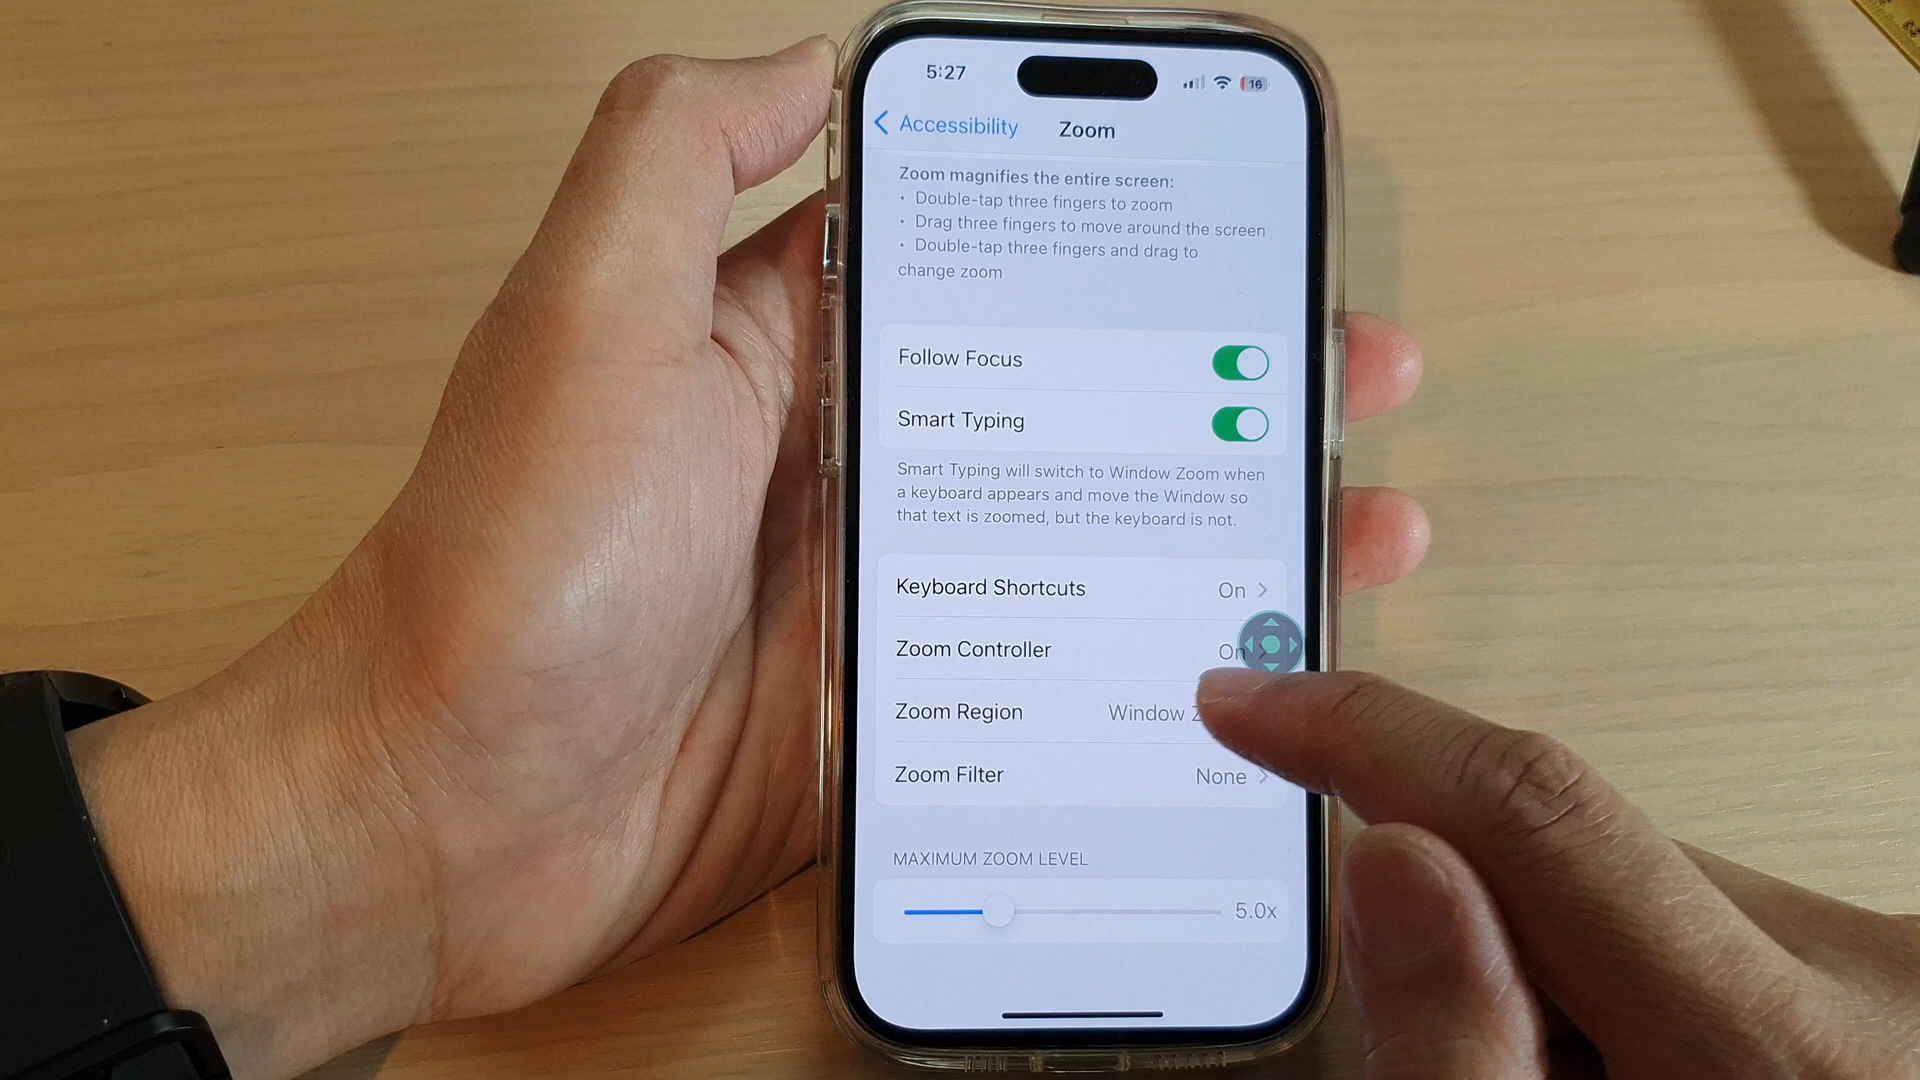 5:27
16
Accessibility
Zoom
Zoom magnifies the entire screen:
• Double-tap three fingers to zoom
• Drag three fingers to move around the screen
• Double-tap three fingers and drag to
change zoom
Follow Focus
Smart Typing
Smart Typing will switch to Window Zoom when
a keyboard appears and move the Window so
that text is zoomed, but the keyboard is not.
Keyboard Shortcuts On
Zoom Controller On
Zoom Region Window
Zoom Filter None
MAXIMUM ZOOM LEVEL
5.0x